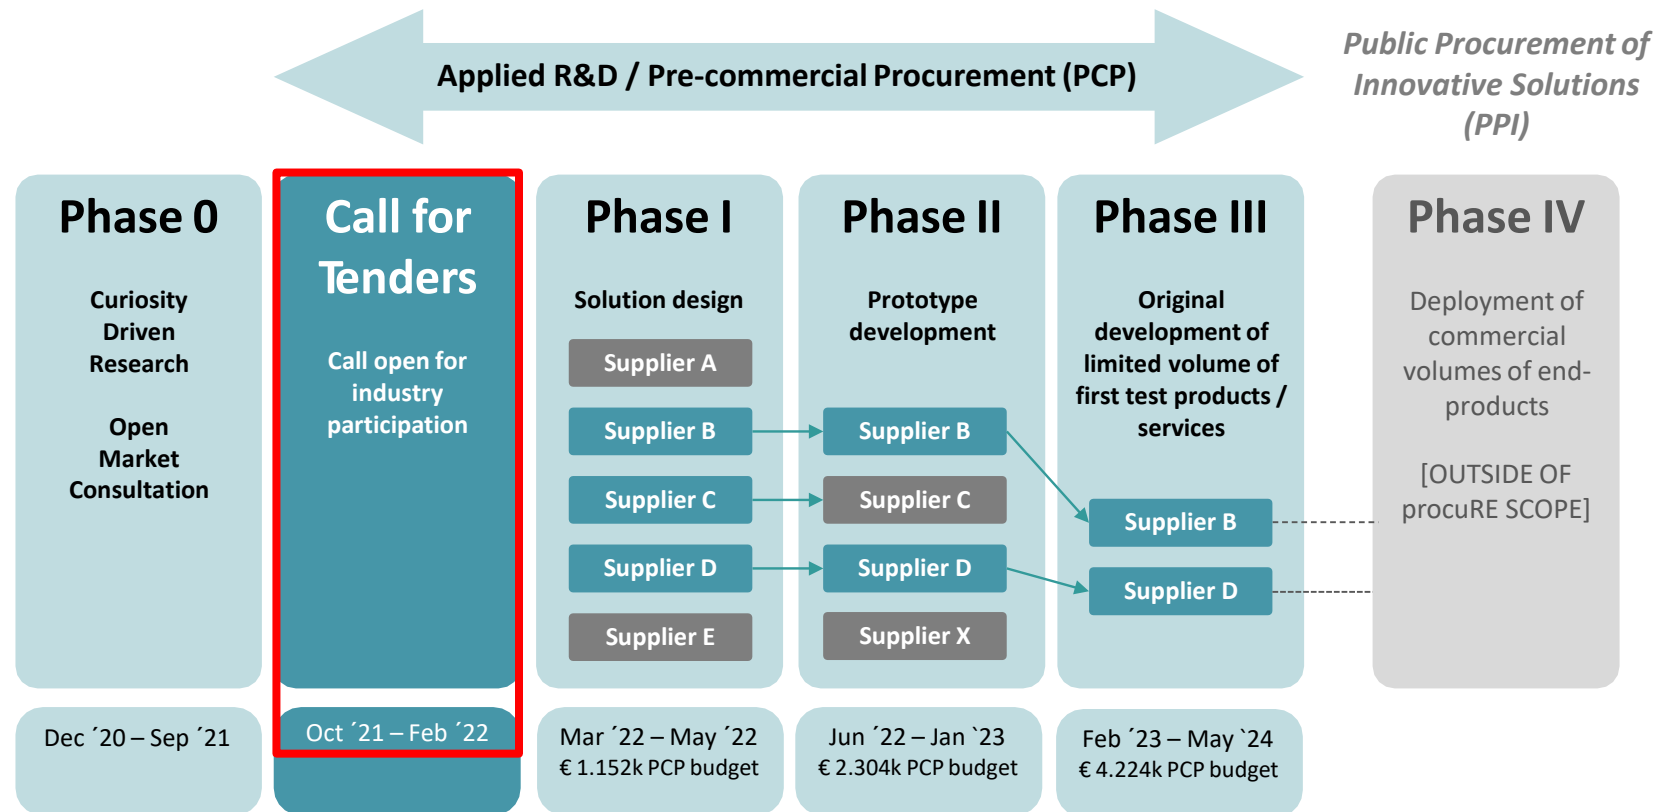 Applied R&D / Pre-commercial Procurement (PCP)
Public Procurement of
Innovative Solutions
(PPI)
Phase 0
Curiosity
Driven
Research
Open
Market
Consultation
Dec ´20 – Sep ´21
Call for
Tenders
Call open for
industry
participation
Oct ´21 – Feb ´22
Phase I
Solution design
Supplier A
Supplier B
Supplier C
Supplier D
Supplier E
Mar ´22 – May ´22
€ 1.152k PCP budget
Phase II
Prototype
development
Supplier B
Supplier C
Supplier D
Supplier X
Jun ´22 – Jan `23
€ 2.304k PCP budget
Phase III
Original
development of
limited volume of
first test products /
services
Supplier B
Supplier D
Feb ´23 – May `24
€ 4.224k PCP budget
Phase IV
Deployment of
commercial
volumes of end-
products
[OUTSIDE OF
procuRE SCOPE]